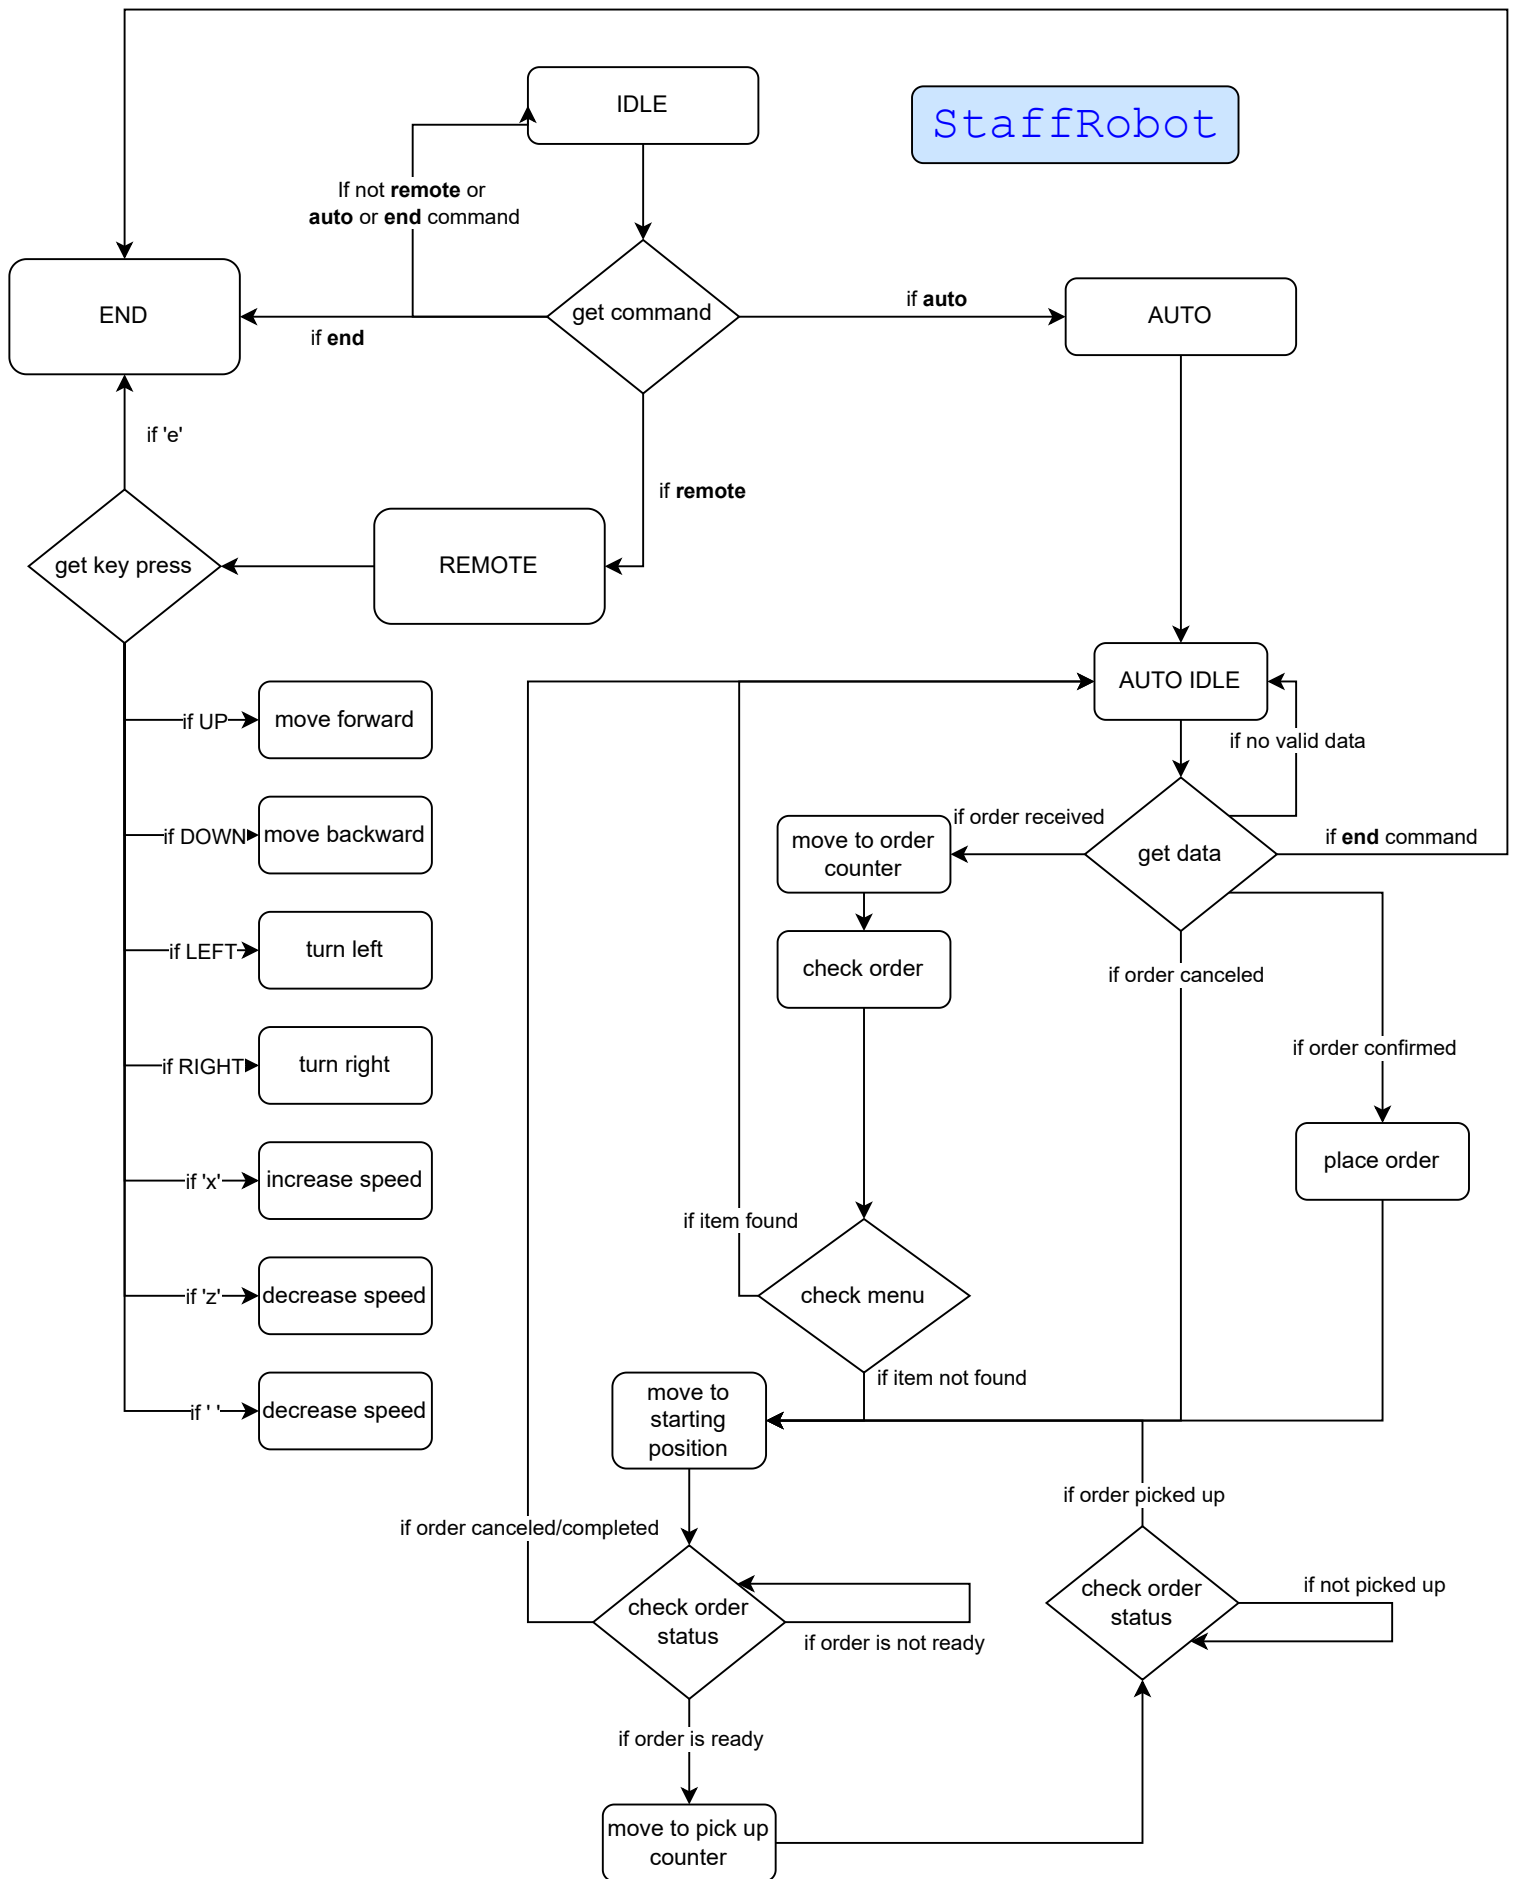 IDLE
StaffRobot
If not remote or
auto or end command
END
get command
if auto
AUTO
if end
if 'e'
if remote
get key press
REMOTE
AUTO IDLE
if UP
move forward
if no valid data
if DOWN
move backward
if order received
move to order
counter
get data
if end command
if LEFT
turn left
check order
if order canceled
if RIGHT
turn right
if order confirmed
if 'x'
increase speed
place order
if item found
if 'z'
decrease speed
check menu
if item not found
if ' '
decrease speed
move to
starting
position
if order picked up
if order canceled/completed
check order
status
if order is not ready
check order
status
if not picked up
if order is ready
move to pick up
counter